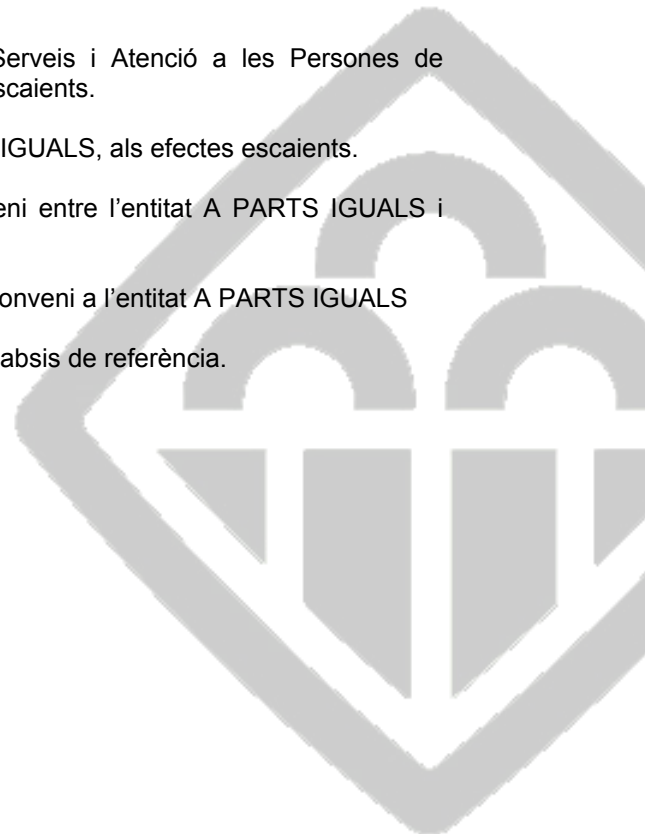 Serveis i Atenció a les Persones de
scaients.
IGUALS, als efectes escaients.
eni entre l’entitat A PARTS IGUALS i
onveni a l’entitat A PARTS IGUALS
absis de referència.